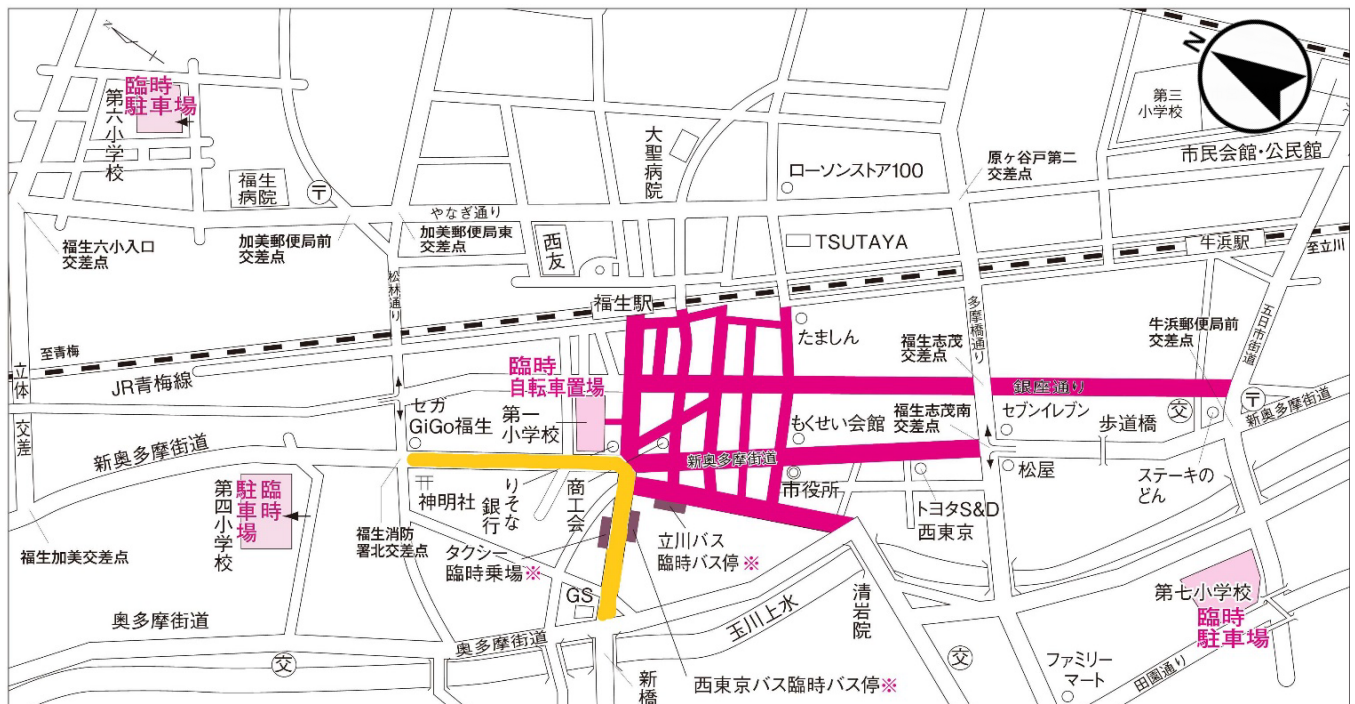 N
N
臨時
駐車場
第六小学校
福生
病院
〒
大聖病院
ローソンストア100
原ヶ谷戸第二
交差点
第三
小学校
市民会館・公民館
やなぎ通り
福生六小入口
交差点
加美郵便局前
交差点
加美郵便局東
交差点
西友
TSUTAYA
牛浜駅
至立川
松林通り
福生駅
多摩橋通り
五日市街道
たましん
福生志茂
交差点
牛浜郵便局前
交差点
至青梅
JR青梅線
立体交差
臨時
自転車置場
銀座通り
交
〒
新奥多摩街道
セガ
GiGo福生
第一
小学校
もくせい会館
福生志茂南
交差点
セブンイレブン
歩道橋
新奥多摩街道
新奥多摩街道
松屋
ステーキの
どん
臨時
駐車場
第四小学校
神明社
りそな
銀行
商工会
市役所
トヨタS&D
西東京
福生加美交差点
福生消防
署北交差点
タクシー
臨時乗場※
立川バス
臨時バス停※
GS
玉川上水
清岩院
第七小学校
臨時
駐車場
奥多摩街道
奥多摩街道
交
交
新橋
西東京バス臨時バス停※
ファミリー
マート
田園通り